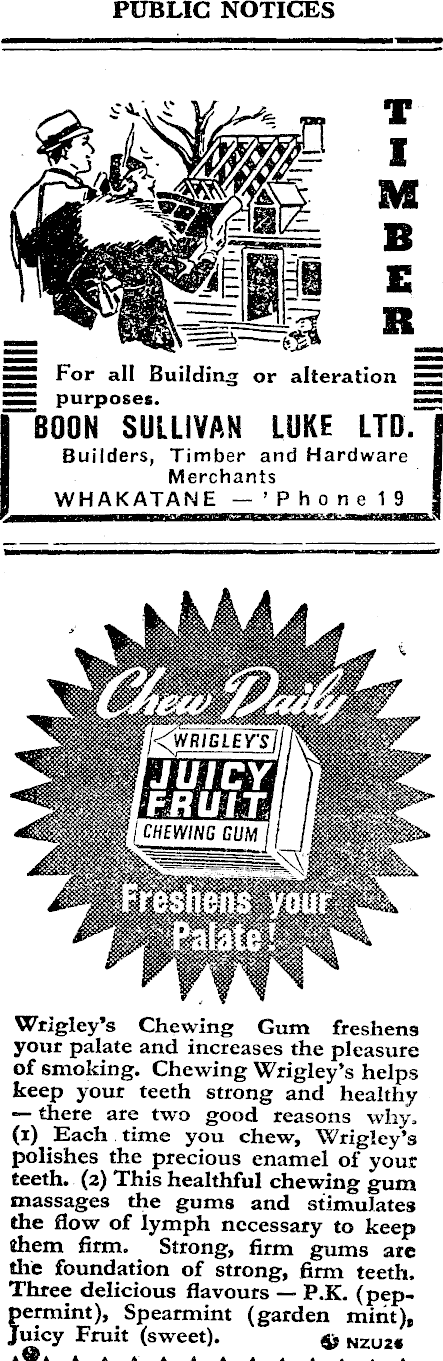 PUBLIC NOTICES
TIMBER
For all Building or alteration
purposes.
BOON SULLIVAN LUKE LTD.
Builders, Timber and Hardware
Merchants
WHAKATANE — 'Phone 19
Chew Daily
WRIGLEY'S
JUICY
FRUIT
CHEWING GUM
Freshens your
Palate!
Wrigley's Chewing Gum freshens
your palate and increases the pleasure
of smoking. Chewing Wrigley's helps
keep your teeth strong and healthy
— there are two good reasons why.
(1) Each time you chew, Wrigley's
polishes the precious enamel of your
teeth. (2) This healthful chewing gum
massages the gums and stimulates
the flow of lymph necessary to keep
them firm. Strong, firm gums are
the foundation of strong, firm teeth.
Three delicious flavours — P.K. (pep-
permint), Spearmint (garden mint),
Juicy Fruit (sweet).
NZU26